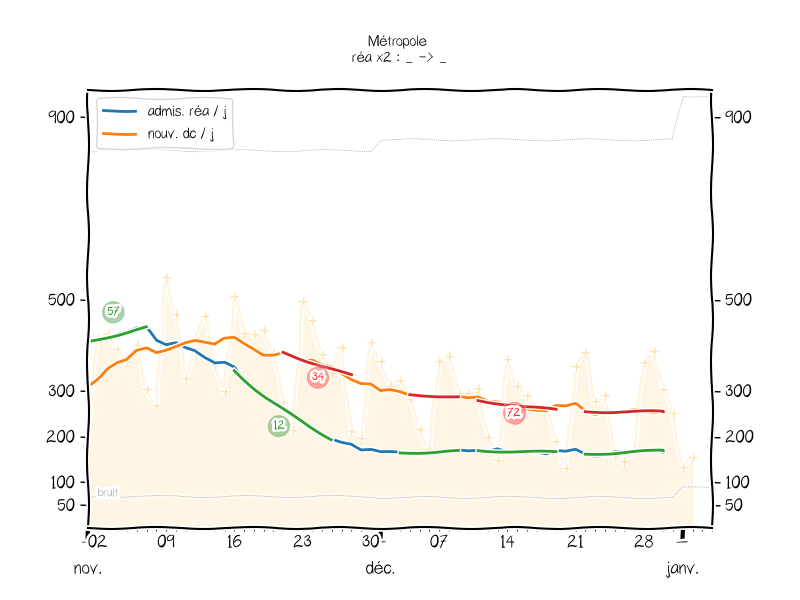 Métropole
réa x2 : _ -> _
admis. réa / j
nouv. dc / j
900
900
500
500
300
300
200
200
100
100
50
50
57
34
72
12
bruit
02 09 16 23 30 07 14 21 28
nov. déc. janv.